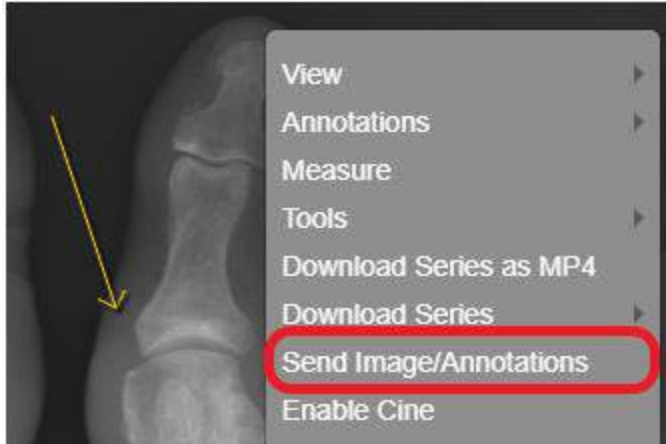 View
Annotations
Measure
Tools
Download Series as MP4
Download Series
Send Image/Annotations
Enable Cine